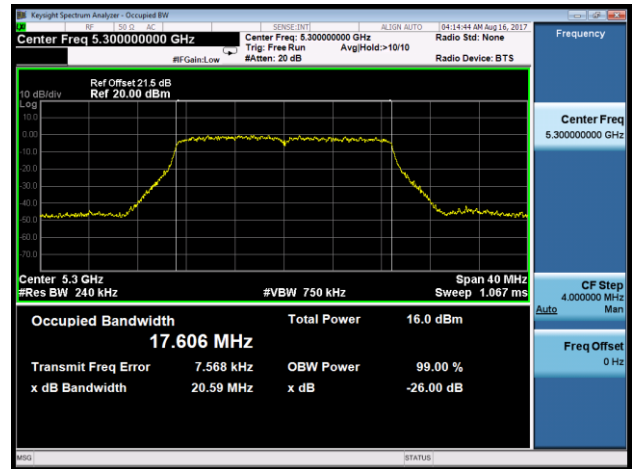 Keysight Spectrum Analyzer - Occupied BW
RF 50 Ω AC SENSE:INT ALIGN AUTO 04:14:44 AM Aug 16, 2017
Center Freq 5.300000000 GHz Center Freq: 5.300000000 GHz Radio Std: None Frequency
Trig: Free Run Avg|Hold:>10/10
#IFGain:Low #Atten: 20 dB Radio Device: BTS
Ref Offset 21.5 dB
10 dB/div Ref 20.00 dBm
Log
10.0
0.00
-10.0
-20.0
-30.0
-40.0
-50.0
-60.0
-70.0
Center Freq
5.300000000 GHz
Center 5.3 GHz Span 40 MHz
#Res BW 240 kHz #VBW 750 kHz Sweep 1.067 ms
CF Step
4.000000 MHz
Auto Man
Occupied Bandwidth Total Power 16.0 dBm
17.606 MHz
Freq Offset
0 Hz
Transmit Freq Error 7.568 kHz OBW Power 99.00 %
x dB Bandwidth 20.59 MHz x dB -26.00 dB
MSG STATUS